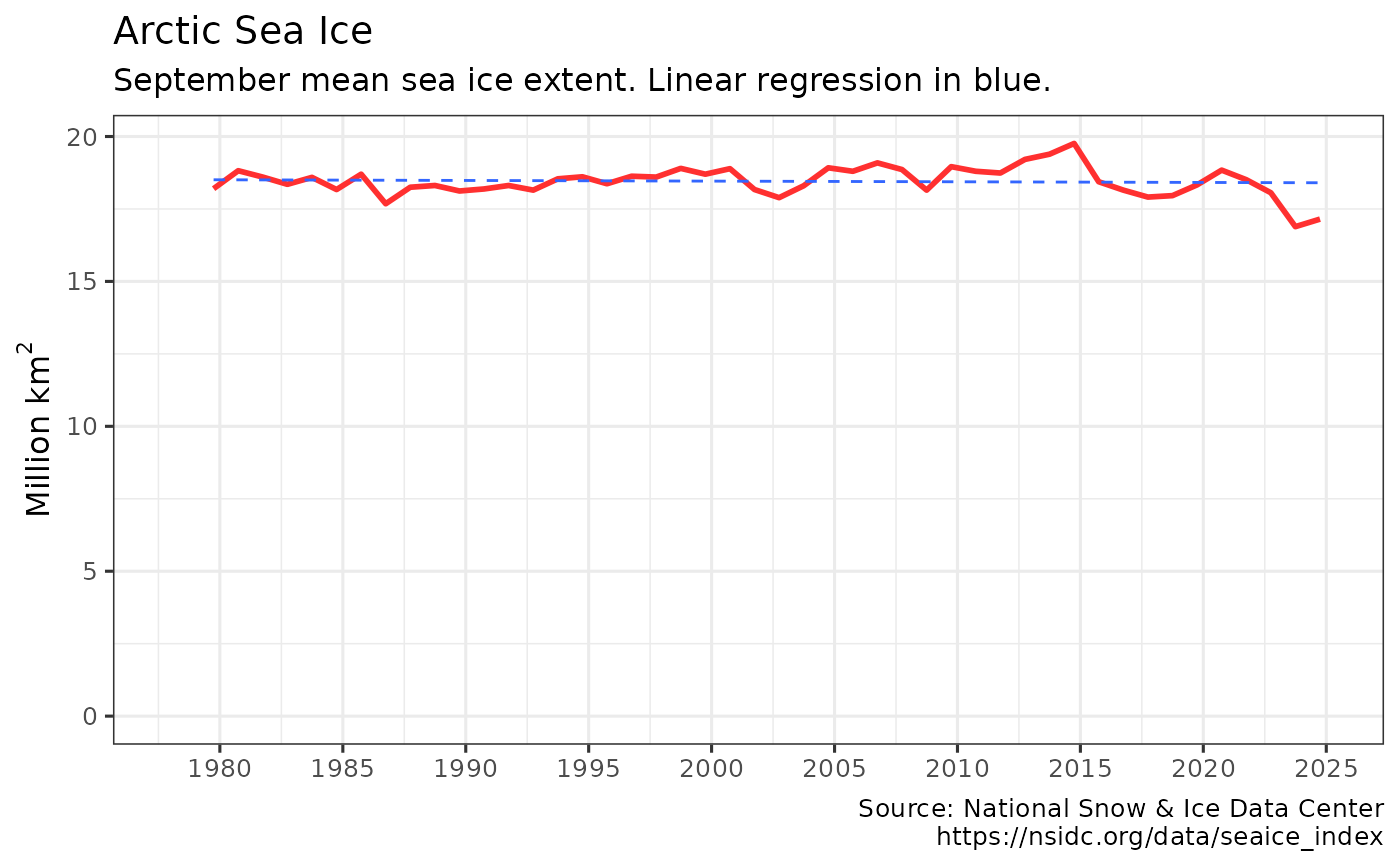 Arctic Sea Ice
September mean sea ice extent. Linear regression in blue.
Million km²
20
15
10
5
0
1980 1985 1990 1995 2000 2005 2010 2015 2020 2025
Source: National Snow & Ice Data Center
https://nsidc.org/data/seaice_index